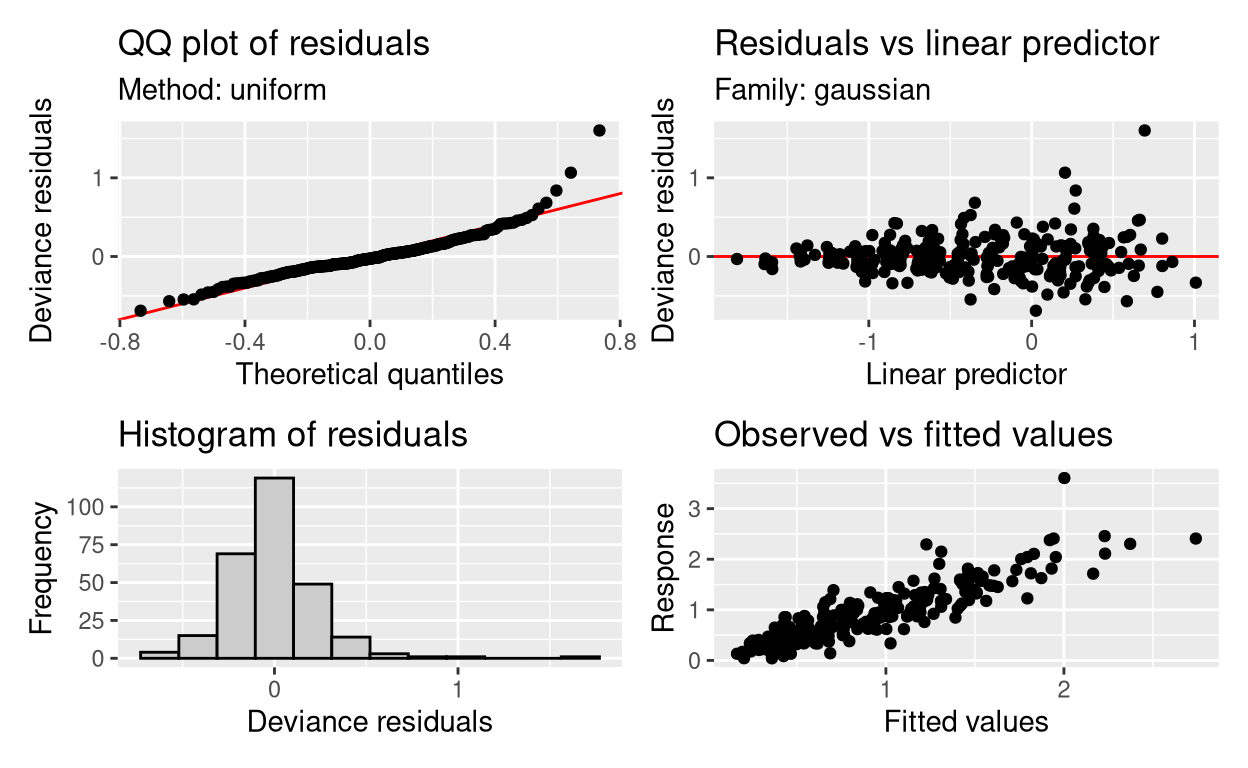 QQ plot of residuals
Method: uniform
Deviance residuals
1
0
-0.8 -0.4 0.0 0.4 0.8
Theoretical quantiles
Residuals vs linear predictor
Family: gaussian
Deviance residuals
1
0
-1 0 1
Linear predictor
Histogram of residuals
Frequency
100
75
50
25
0
0 1
Deviance residuals
Observed vs fitted values
Response
3
2
1
0
1 2
Fitted values